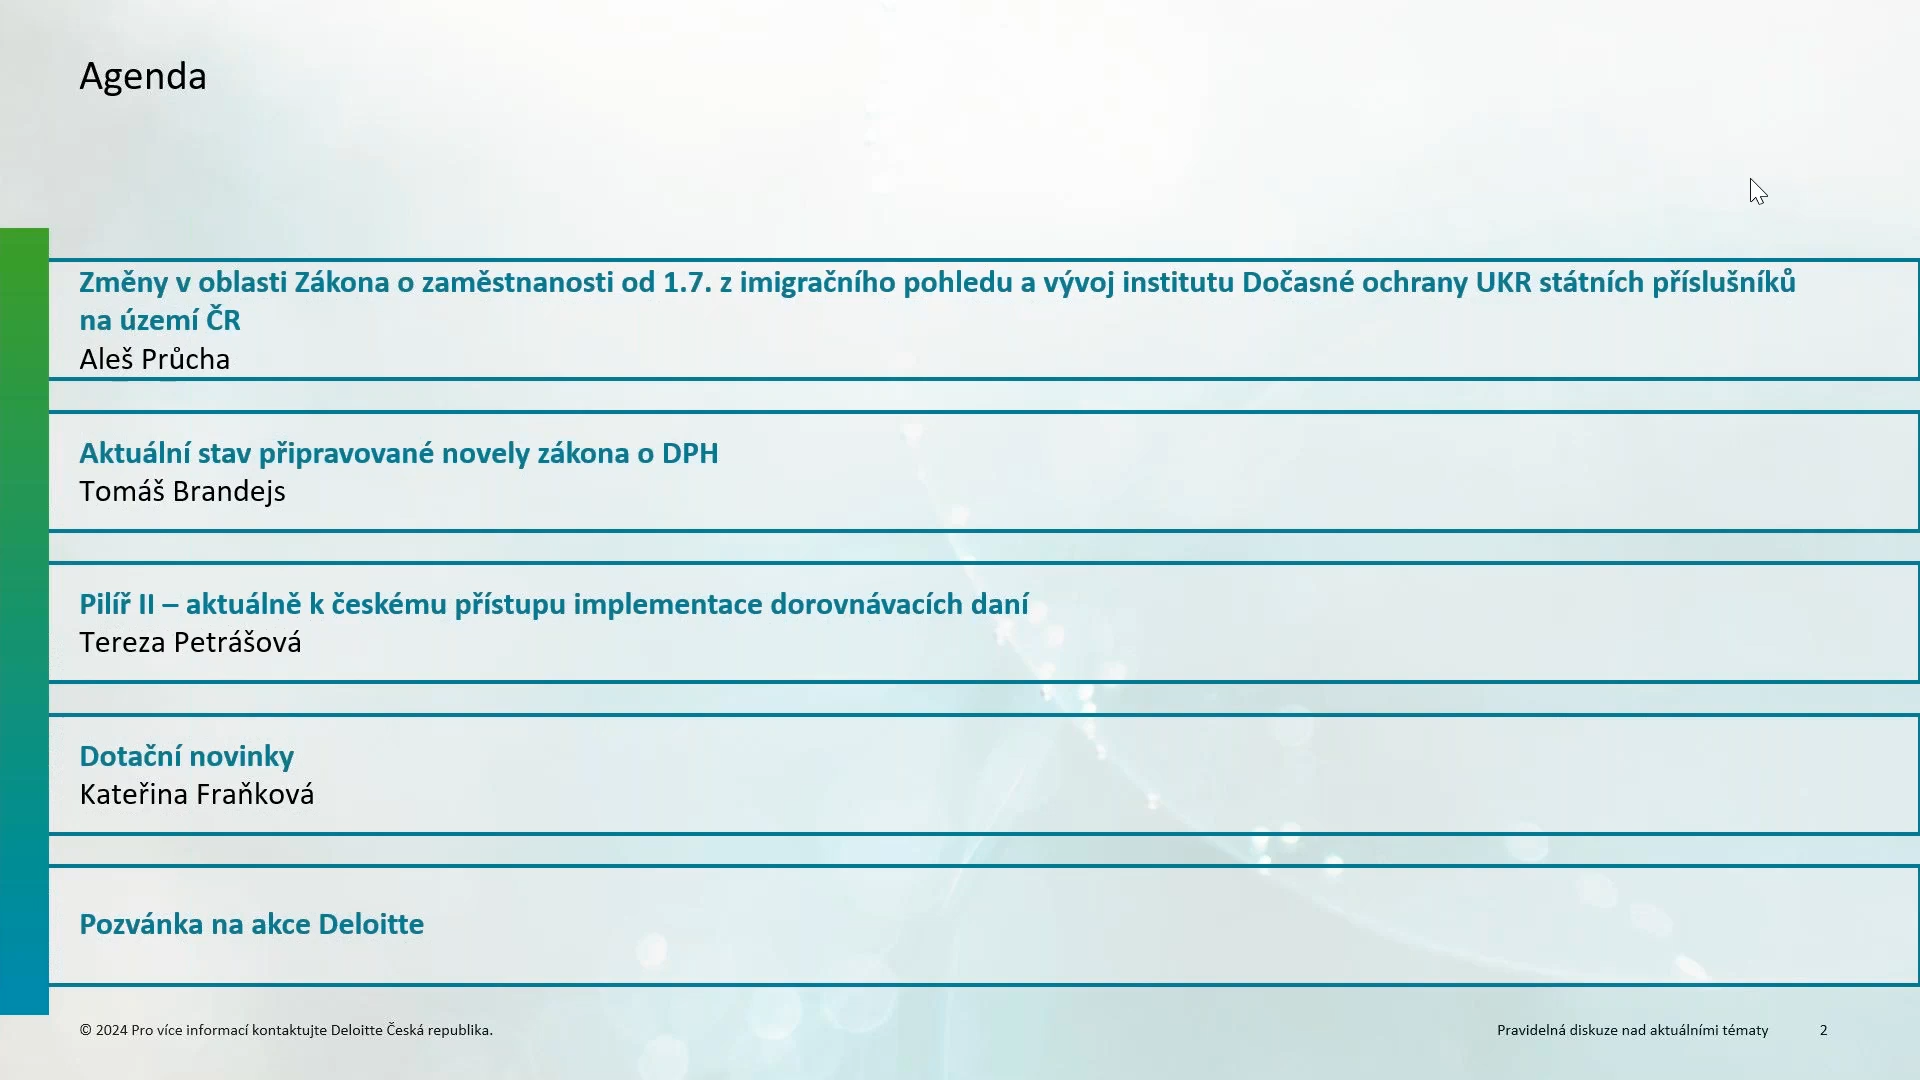 Agenda
Změny v oblasti Zákona o zaměstnanosti od 1.7. z imigračního pohledu a vývoj institutu Dočasné ochrany UKR státních příslušníků
na území ČR
Aleš Průcha
Aktuální stav připravované novely zákona o DPH
Tomáš Brandejs
Pilíř II – aktuálně k českému přístupu implementace dorovnávacích daní
Tereza Petrášová
Dotační novinky
Kateřina Fraňková
Pozvánka na akce Deloitte
© 2024 Pro více informací kontaktujte Deloitte Česká republika.
Pravidelná diskuze nad aktuálními tématy 2